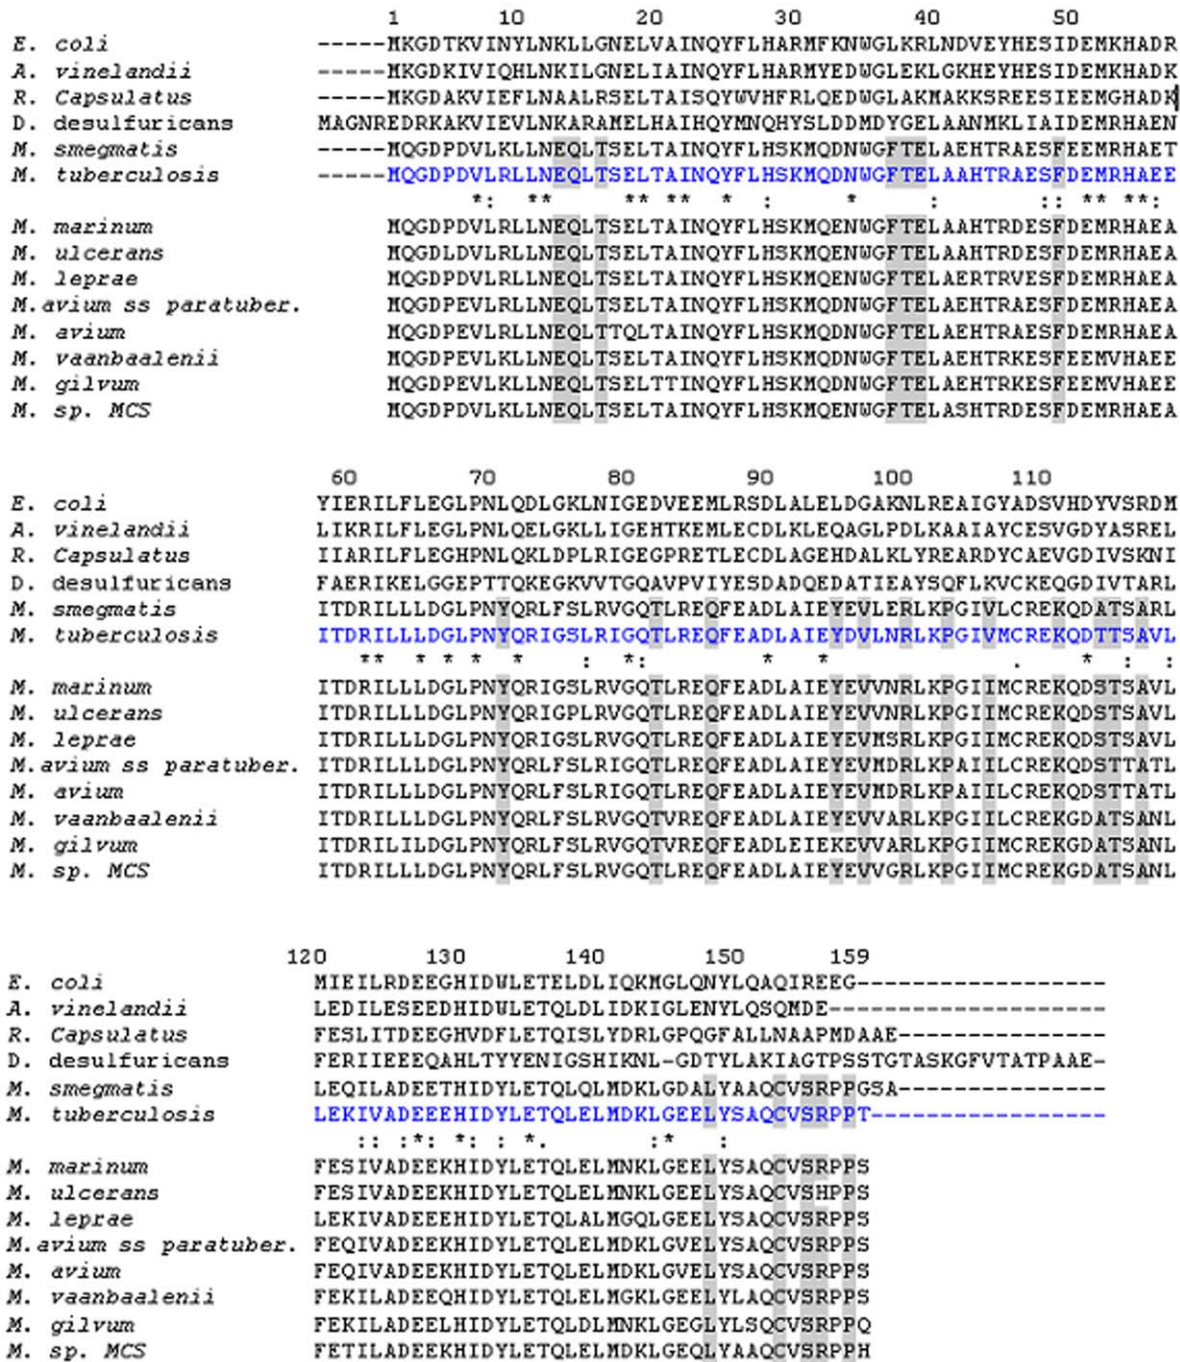 1 10 20 30 40 50
E. coli -----MKGDTKVINYLNKLLGNELVAINQYFLHARMFKNWGLKRLNDVEYHESIDEMKHADR
A. vinelandii -----MKGDKIVIQHLNKILGNELIAINQYFLHARMYEDWGLEKLGKHEYHESIDEMKHADK
R. Capsulatus -----MKGDAKVIEFLNAALRSELTAISQYWVHFRLQEDWGLAKMAKKSREESIEEMGHADK
D. desulfuricans MAGNREDRKAKVIEVLNKARAMELHAIHQYMNQHYSLDDMDYGELAANMKLIAIDEMRHAEN
M. smegmatis -----MQGDPDVLKLLNEQLTSELTAINQYFLHSKMQDNWGFTELAEHTRAESFEEMRHAET
M. tuberculosis -----MQGDPDVLRLLNEQLTSELTAINQYFLHSKMQDNWGFTELAAHTRAESFDEMRHAEE
*: ** ** ** * : * : :: ** **:
M. marinum MQGDPDVLRLLNEQLTSELTAINQYFLHSKMQDNWGFTELAAHTRDESFDEMRHAEA
M. ulcerans MQGDLDVLRLLNEQLTSELTAINQYFLHSKMQDNWGFTELAAHTRDESFDEMRHAEA
M. leprae MQGDPDVLRLLNEQLTSELTAINQYFLHSKMQDNWGFTELAERTRVESFDEMRHAEA
M.avium ss paratuber. MQGDPEVLRLLNEQLTSELTAINQYFLHSKMQDNWGFTELAEHTRAESFDEMRHAEA
M. avium MQGDPEVLRLLNEQLTTQLTAINQYFLHSKMQDNWGFTELAEHTRAESFDEMRHAEA
M. vaanbaalenii MQGDPEVLKLLNEQLTSELTAINQYFLHSKMQDNWGFTELAEHTRKESFEEMVHAEE
M. gilvum MKGDPEVLKLLNEQLTSELTTINQYFLHSKMQDNWGFTELAEHTRKESFEEMVHAEE
M. sp. MCS MQGDPDVLKLLNEQLTSELTAINQYFLHSKMQENWGFTELASHTRDESFDEMRHAEA
60 70 80 90 100 110
E. coli YIERILFLEGLPNLQDLGKLNIGEDVEEMLRSDLALELDGAKNLREAIGYADSVHDYVSRDM
A. vinelandii LIKRILFLEGLPNLQELGKLLIGEHTKEMLECDLKLEQAGLPDLKAAIAYCESVGDYASREL
R. Capsulatus IIARILFLEGHPNLQKLDPLRIGEGPRETLECDLAGEHDALKLYREARDYCAEVGDIVSKNI
D. desulfuricans FAERIKELGGEPTTQKEGKVVTGQAVPVIYESDADQEDATIEAYSQFLKVCKEQGDIVTARL
M. smegmatis ITDRILLLDGLPNYQRLFSLRVGQTLREQFEADLAIEYEVLERLKPGIVLCREKQDATSARL
M. tuberculosis ITDRILLLDGLPNYQRIGSLRIGQTLREQFEADLAIEYDVLNRLKPGIVMCREKQDTTSAVL
** * * * * : *: * * . * : :
M. marinum ITDRILLLDGLPNYQRIGSLRVGQTLREQFEADLAIEYEVVNRLKPGIIMCREKQDSTSAVL
M. ulcerans ITDRILLLDGLPNYQRIGPLRVGQTLREQFEADLAIEYEVVNRLKPGIIMCREKQDSTSAVL
M. leprae ITDRILLLDGLPNYQRIGSLRVGQTLREQFEADLAIEYEVMSRLKPGIIMCREKQDSTSAVL
M.avium ss paratuber. ITDRILLLDGLPNYQRLFSLRIGQTLREQFEADLAIEYEVMDRLKPAIILCREKQDSTTATL
M. avium ITDRILLLDGLPNYQRLFSLRIGQTLREQFEADLAIEYEVMDRLKPAIILCREKQDSTTATL
M. vaanbaalenii ITDRILLLDGLPNYQRLFSLRVGQTVREQFEADLAIEYEVVARLKPGIILCREKGDATSANL
M. gilvum ITDRILILDGLPNYQRLFSLRVGQTVREQFEADLEIEKEVVARLKPGIIMCREKGDATSANL
M. sp. MCS ITDRILLLDGLPNYQRLFSLRVGQTLREQFEADLAIEYEVVGRLKPGIIMCREKGDATSANL
120 130 140 150 159
E. coli MIEILRDEEGHIDWLETELDLIQKMGLQNYLQAQIREEG------------------
A. vinelandii LEDILESEEDHIDWLETQLDLIDKIGLENYLQSQMDE--------------------
R. Capsulatus FESLITDEEGHVDFLETQISLYDRLGPQGFALLNAAPMDAAE---------------
D. desulfuricans FERIIEEEQAHLTYYENIGSHIKNL-GDTYLAKIAGTPSSTGTASKGFVTATPAAE-
M. smegmatis LEQILADEETHIDYLETQLQLMDKLGDALYAAQCVSRPPGSA---------------
M. tuberculosis LEKIVADEEEHIDYLETQLELMDKLGEELYSAQCVSRPPT-----------------
:: :*: *: : *. :* :
M. marinum FESIVADEEKHIDYLETQLELMNKLGEELYSAQCVSRPPS
M. ulcerans FESIVADEEKHIDYLETQLELMNKLGEELYSAQCVSHPPS
M. leprae LEKIVADEEEHIDYLETQLALMGQLGEELYSAQCVSRPPS
M.avium ss paratuber. FEQIVADEEKHIDYLETQLELMDKLGVELYSAQCVSRPPS
M. avium FEQIVADEEKHIDYLETQLELMDKLGVELYSAQCVSRPPS
M. vaanbaalenii FEKILADEEQHIDYLETQLELMGKLGEELYLAQCVSRPPS
M. gilvum FEKILADEELHIDYLETQLDLMNKLGEGLYLSQCVSRPPQ
M. sp. MCS FETILADEEKHIDYLETQLELMDKLGEQLYAAQCVSRPPH